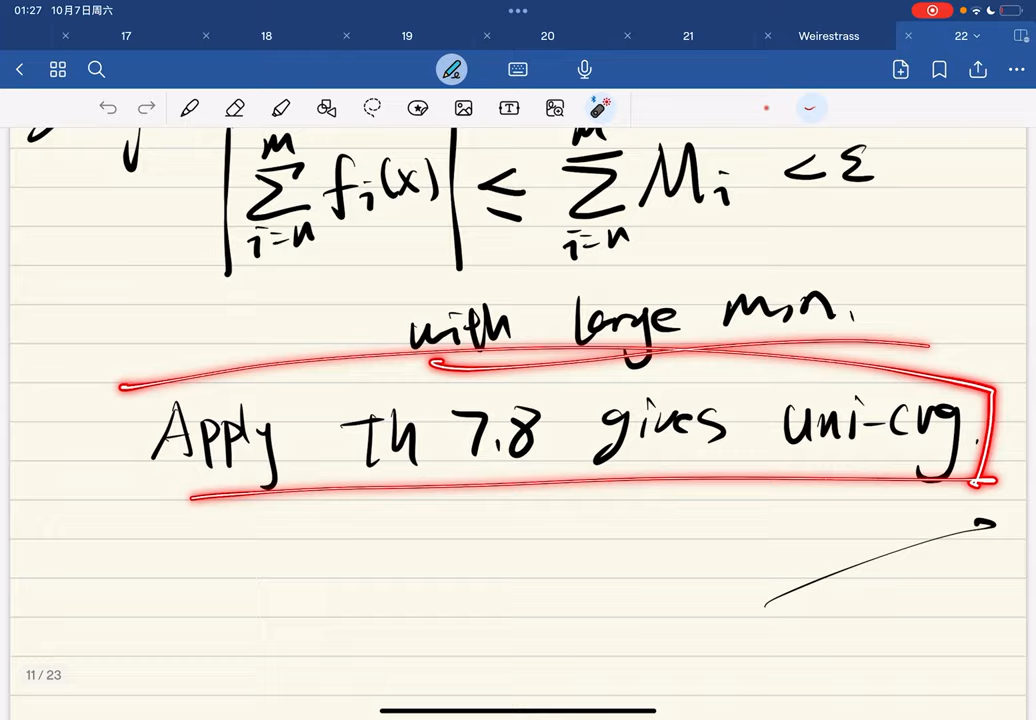 01:27 10月7日周六
17 18 19 20 21 Weirestrass 22
|∑_{i=n}^{m} f_i(x)| ≤ ∑_{i=n}^{m} M_i < ε
with large m,n.
Apply Th 7.8 gives uni-cvg.
11 / 23